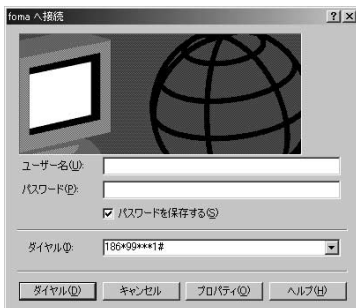 foma へ接続
ユーザー名(U):
パスワード(P):
パスワードを保存する(S)
ダイヤル(I):
186*99***1#
ダイヤル(D)
キャンセル
プロパティ(O)
ヘルプ(H)